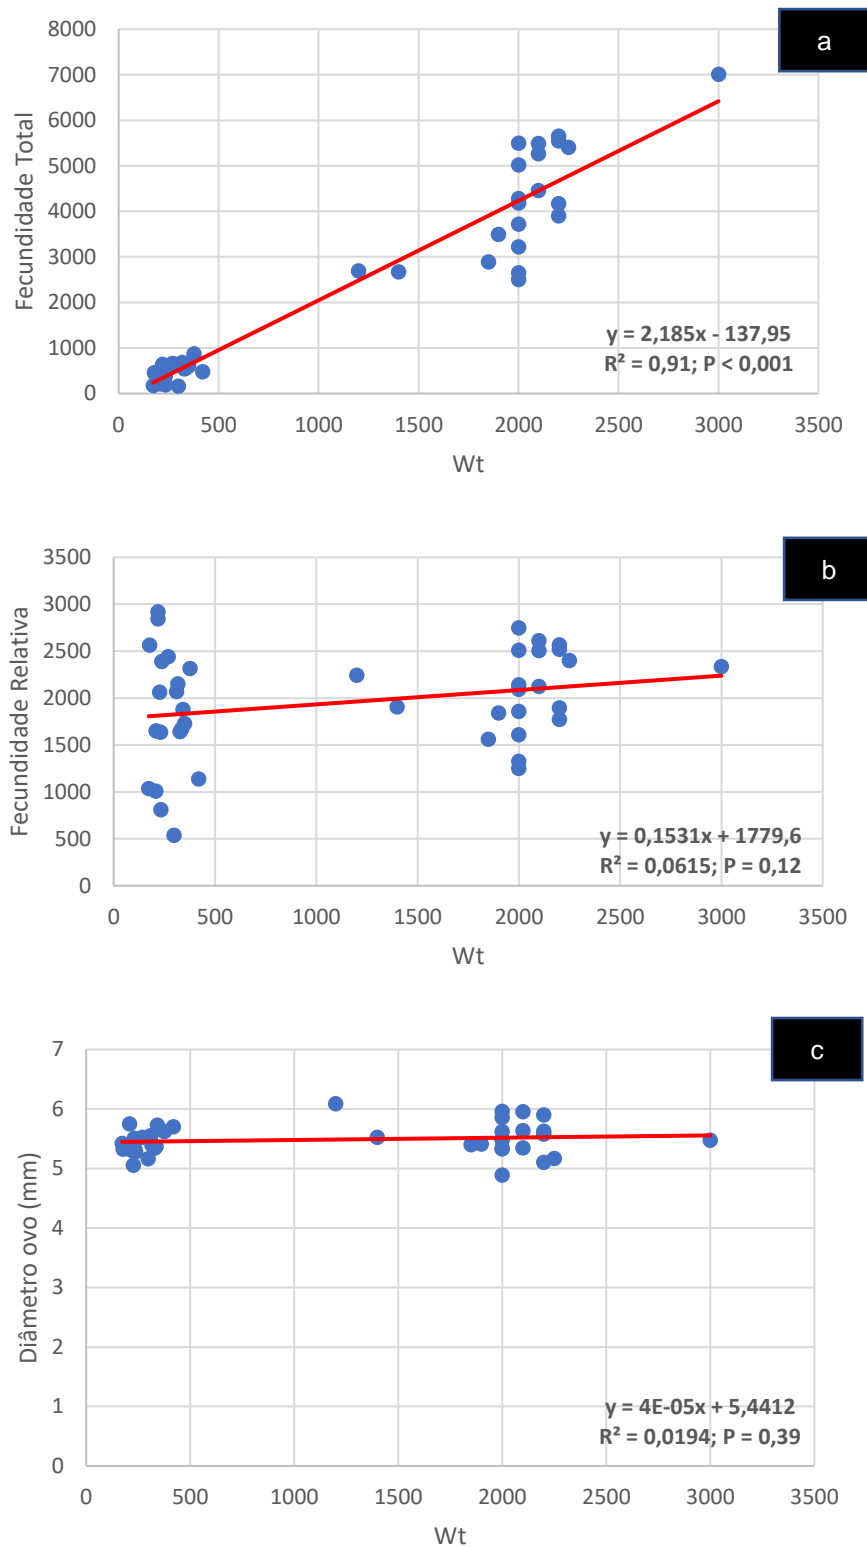 a
8000
7000
6000
5000
4000
3000
2000
1000
0
Fecundidade Total
y = 2,185x - 137,95
R² = 0,91; P < 0,001
0 500 1000 1500 2000 2500 3000 3500
Wt
b
3500
3000
2500
2000
1500
1000
500
0
Fecundidade Relativa
y = 0,1531x + 1779,6
R² = 0,0615; P = 0,12
0 500 1000 1500 2000 2500 3000 3500
Wt
c
7
6
5
4
3
2
1
0
Diâmetro ovo (mm)
y = 4E-05x + 5,4412
R² = 0,0194; P = 0,39
0 500 1000 1500 2000 2500 3000 3500
Wt